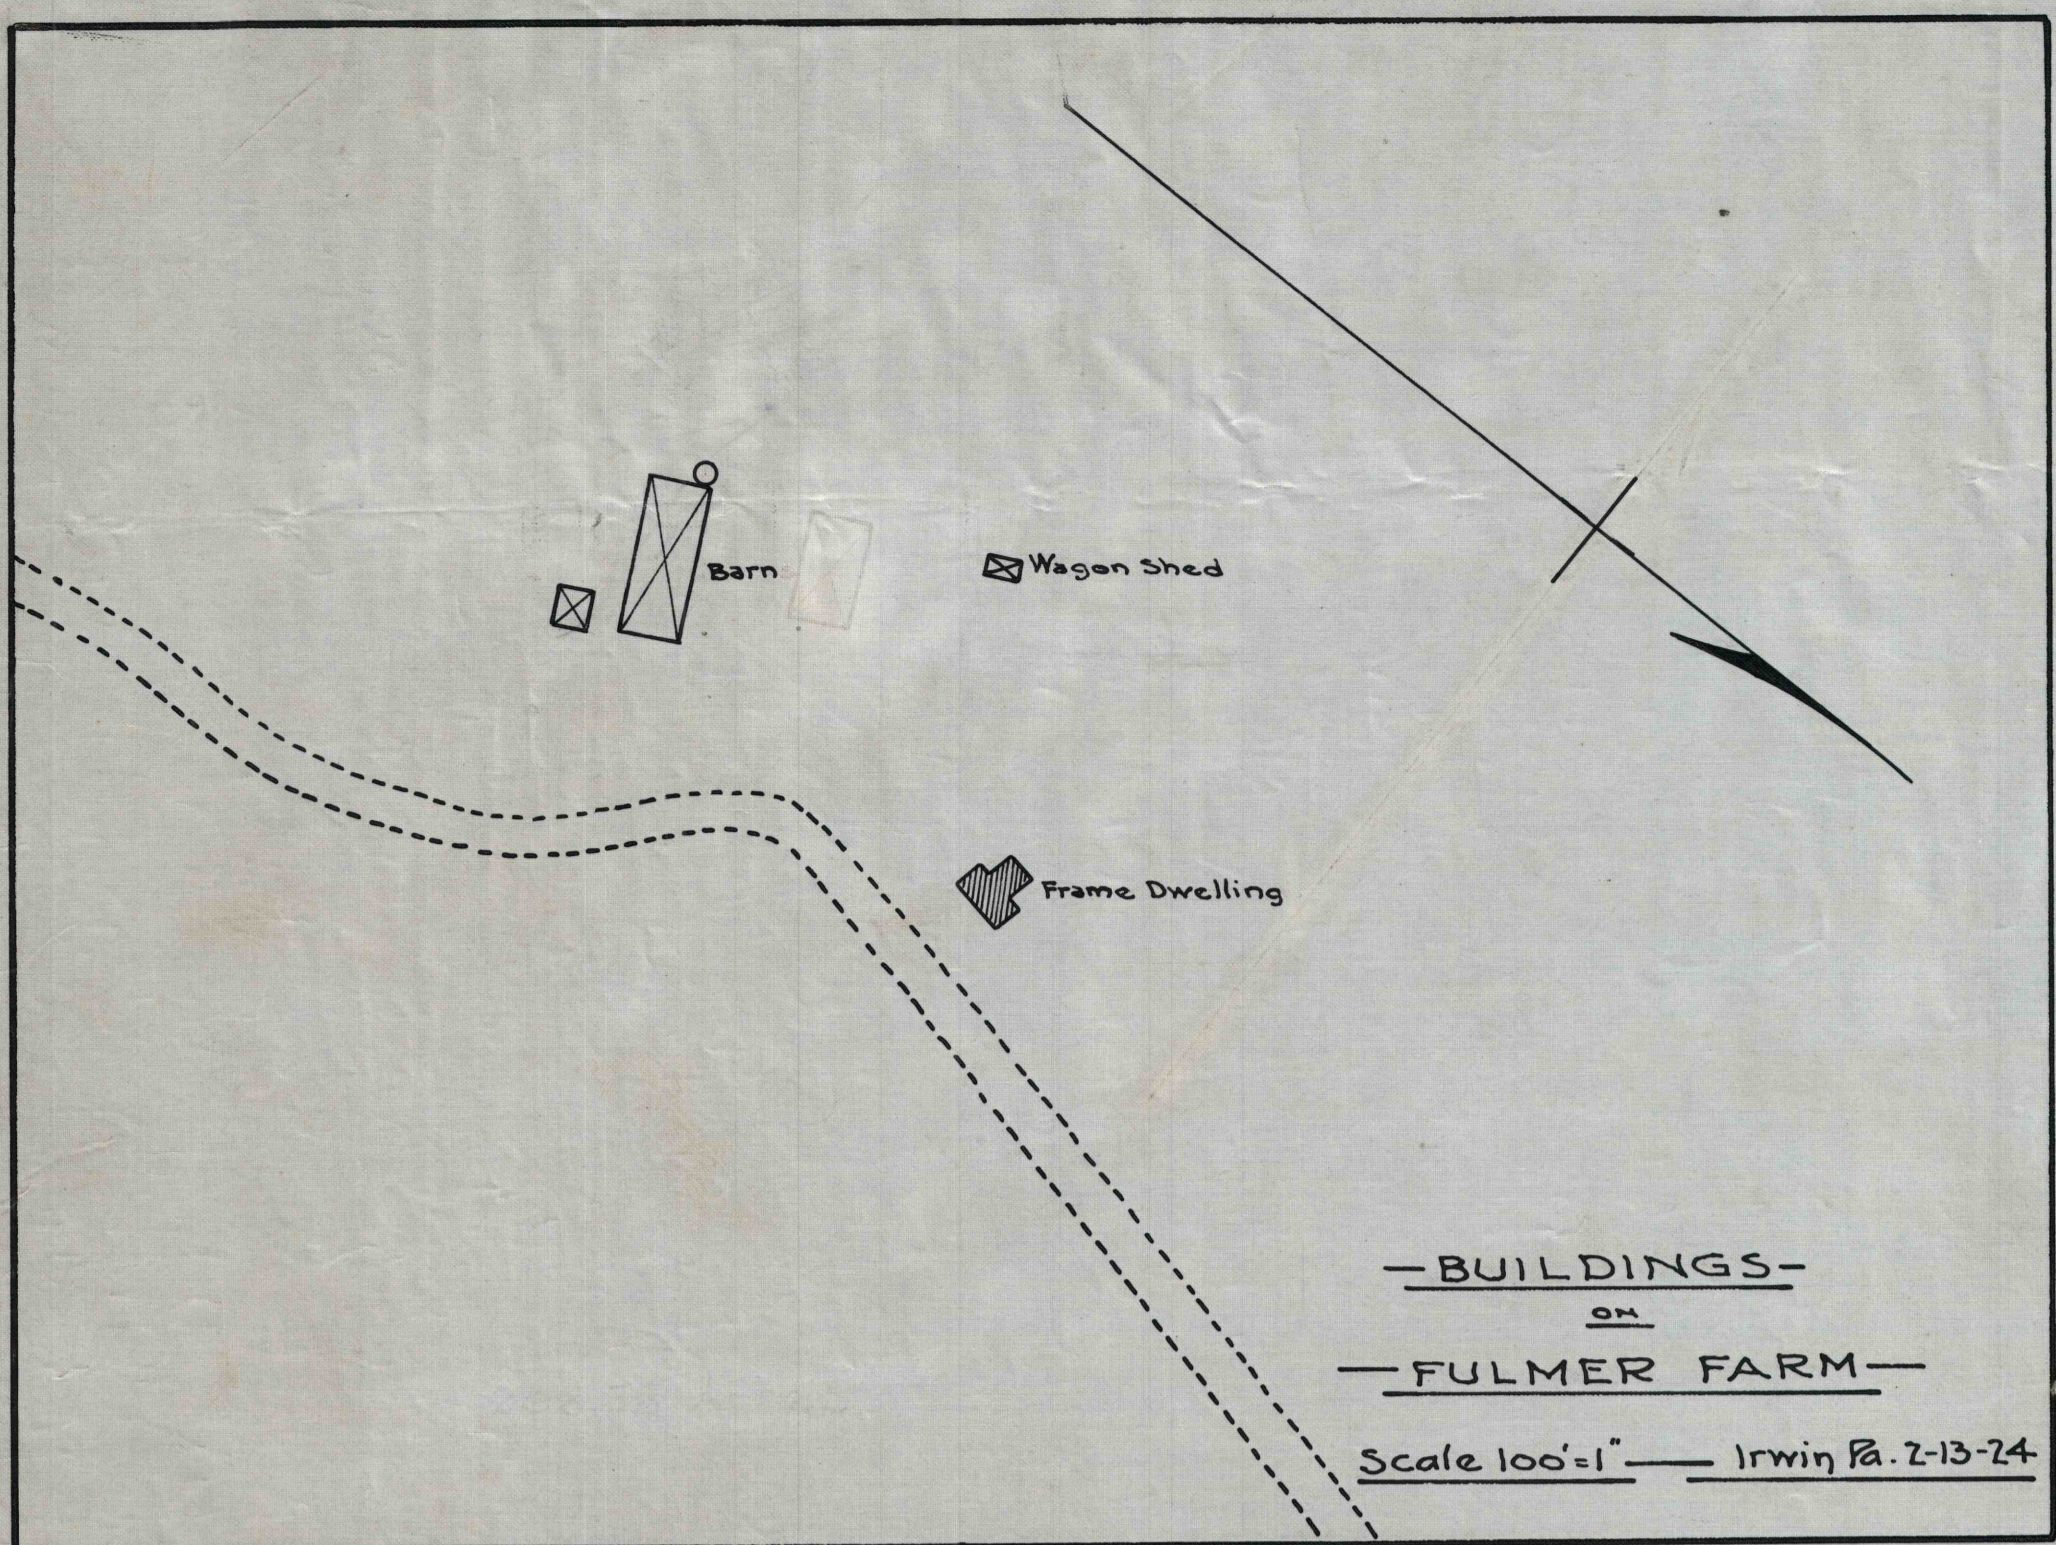 Barn
Wagon Shed
Frame Dwelling
—BUILDINGS—
ON
—FULMER FARM—
Scale 100'=1" — Irwin Pa. 2-13-24